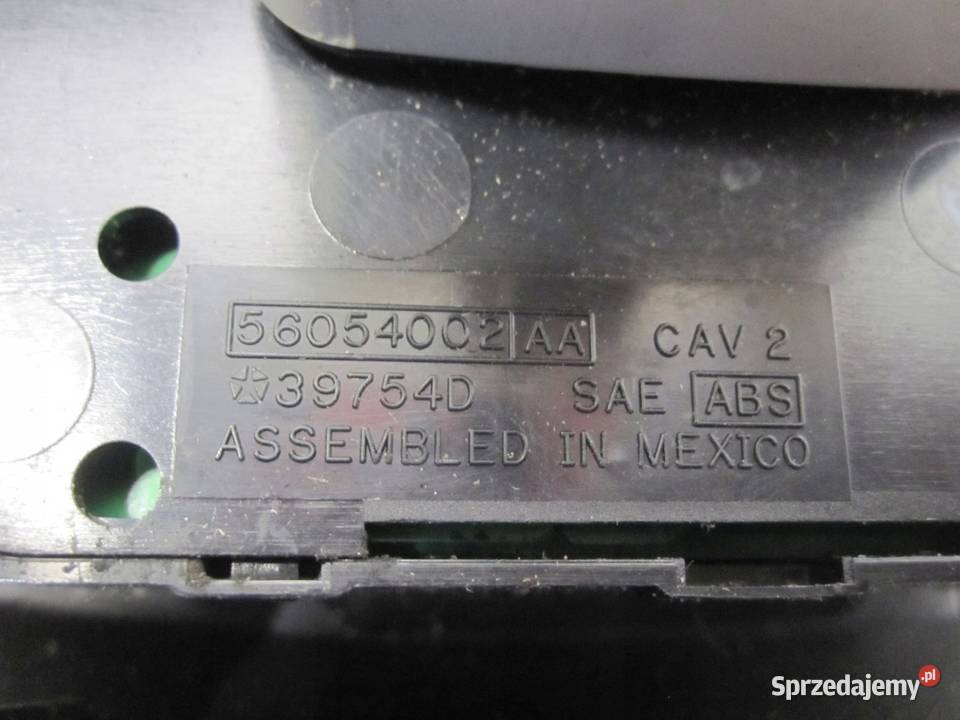 56054002 AA CAV 2
39754D SAE ABS
ASSEMBLED IN MEXICO
Sprzedajemy.pl